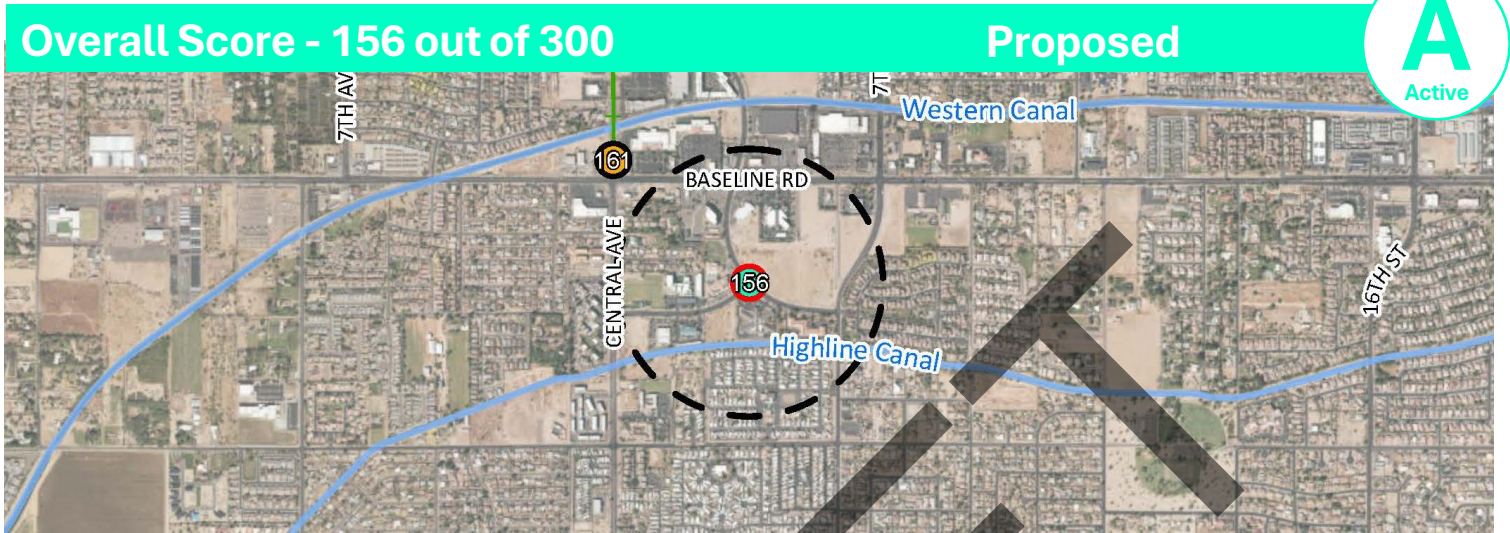 Overall Score - 156 out of 300
Proposed
A
Active
7TH AV
Western Canal
161
BASELINE RD
CENTRAL AVE
156
16TH ST
Highline Canal